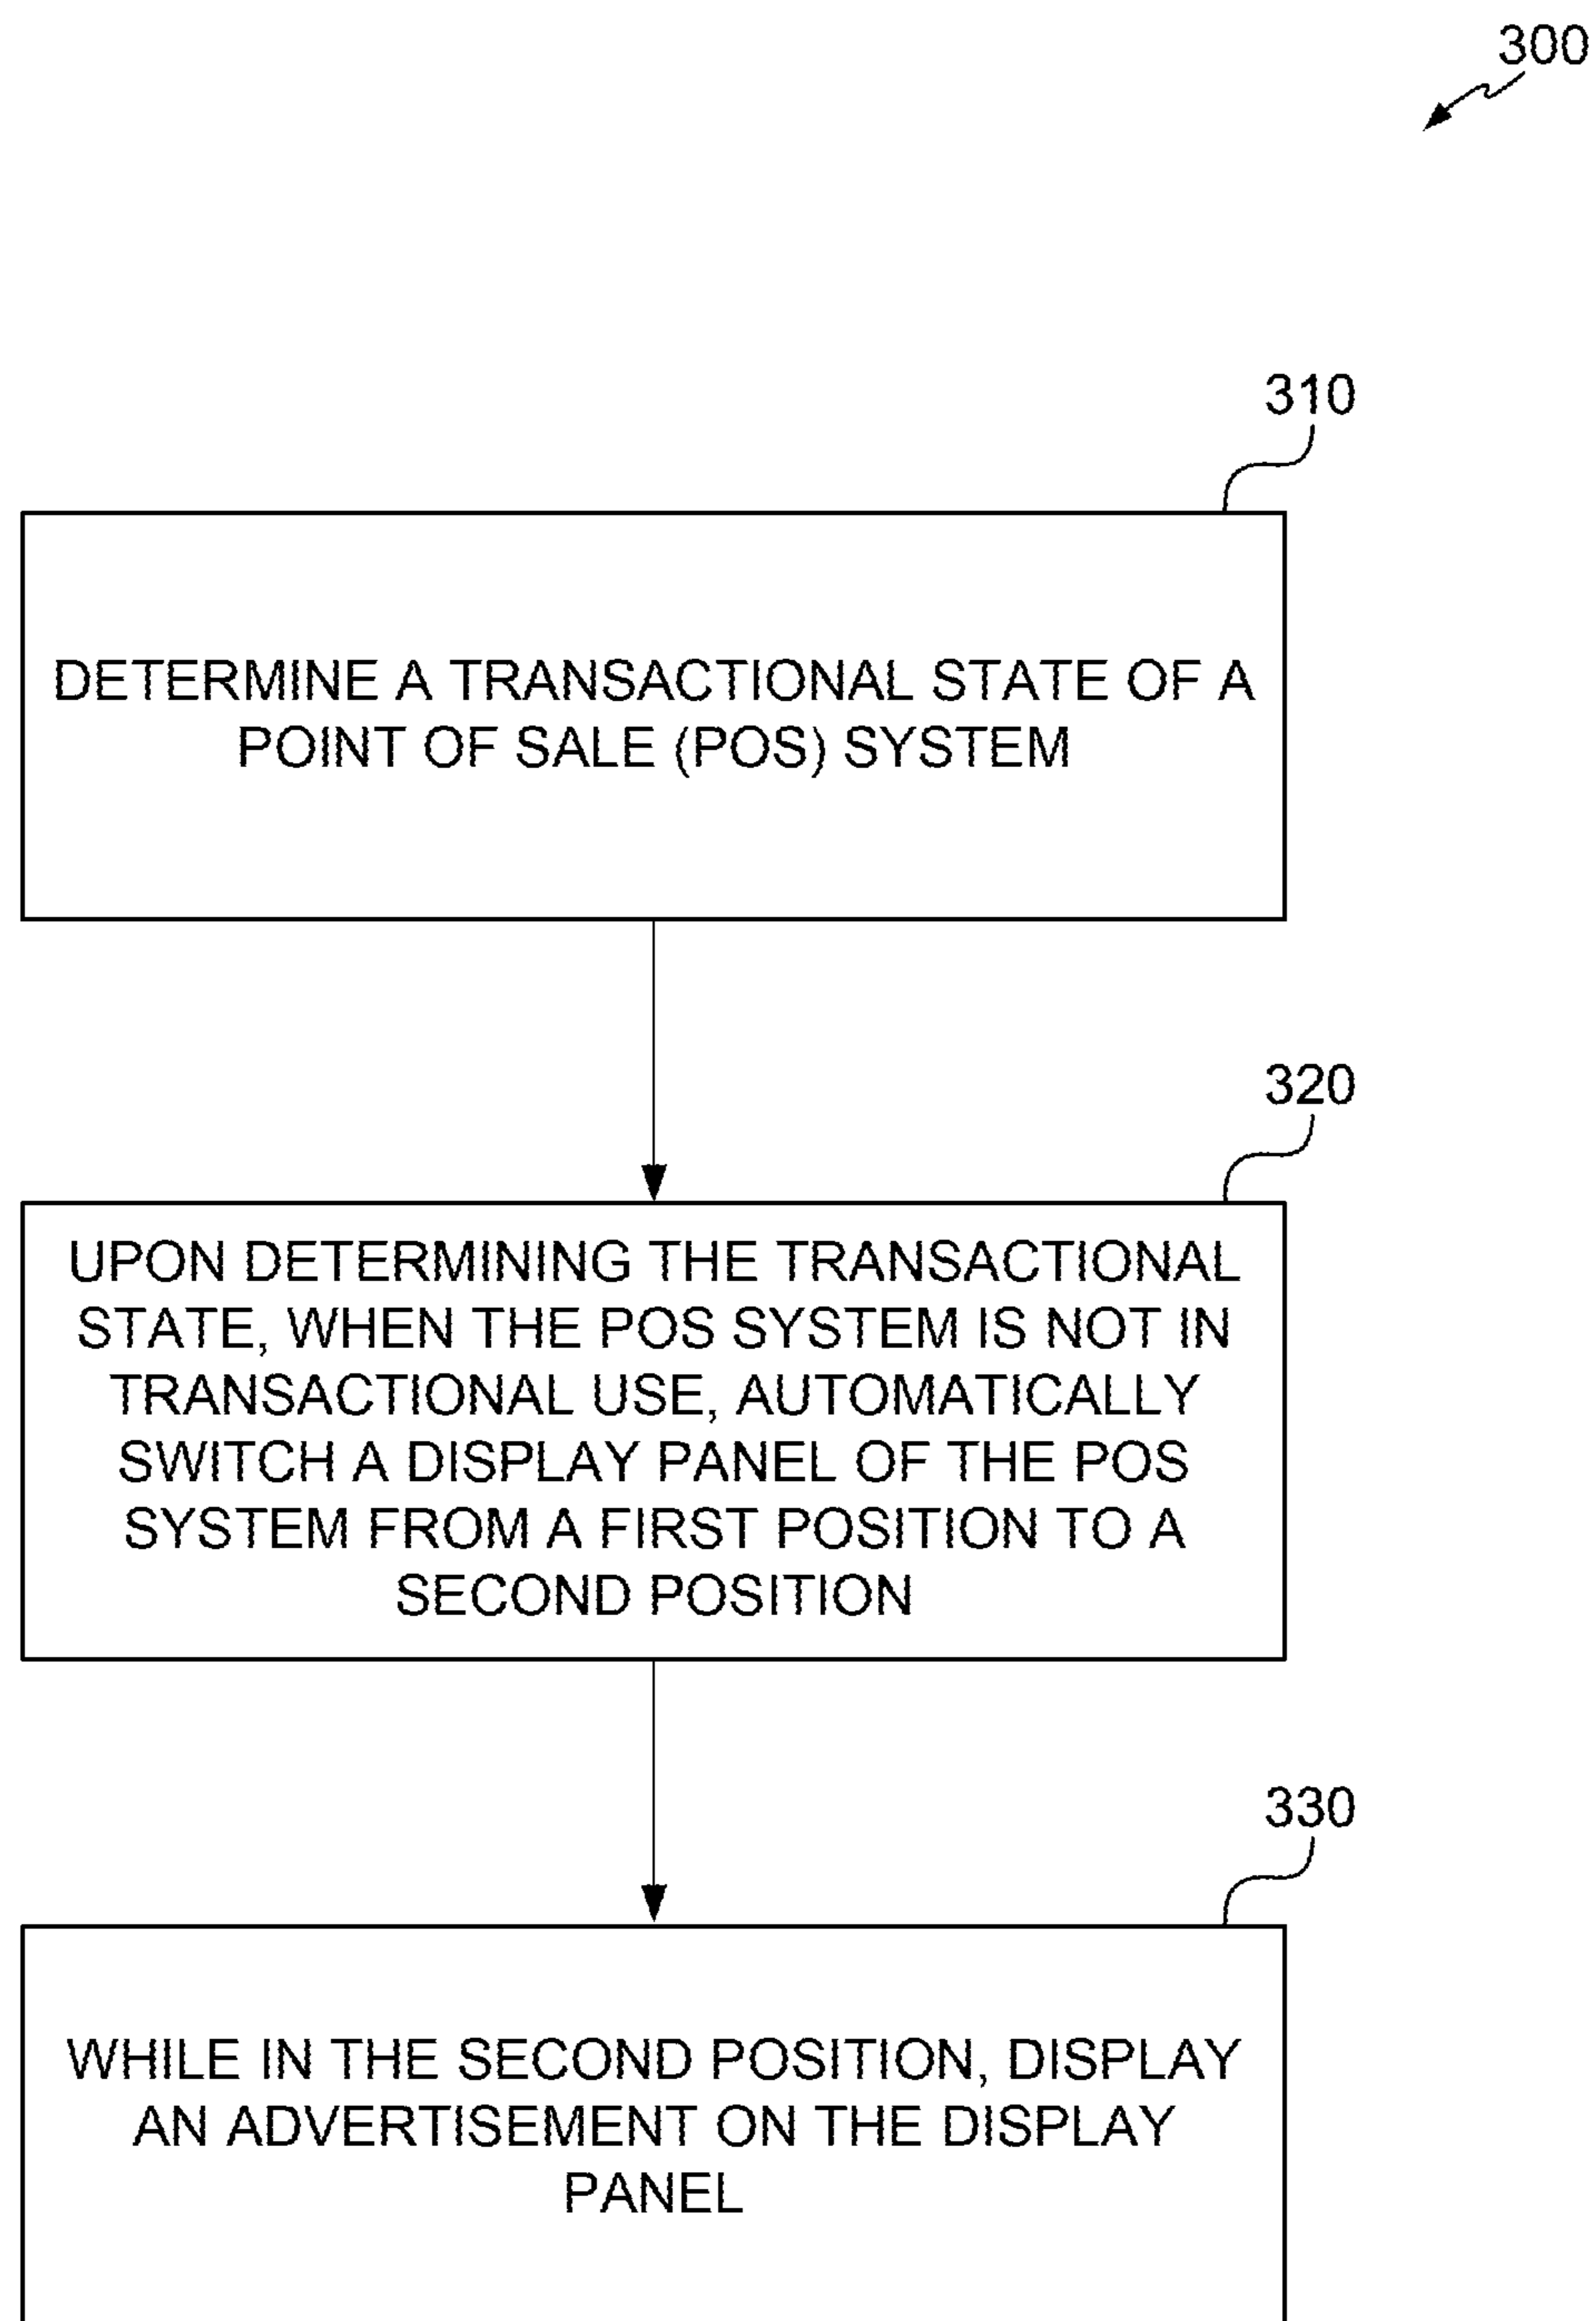 300
310
DETERMINE A TRANSACTIONAL STATE OF A
POINT OF SALE (POS) SYSTEM
320
UPON DETERMINING THE TRANSACTIONAL
STATE, WHEN THE POS SYSTEM IS NOT IN
TRANSACTIONAL USE, AUTOMATICALLY
SWITCH A DISPLAY PANEL OF THE POS
SYSTEM FROM A FIRST POSITION TO A
SECOND POSITION
330
WHILE IN THE SECOND POSITION, DISPLAY
AN ADVERTISEMENT ON THE DISPLAY
PANEL